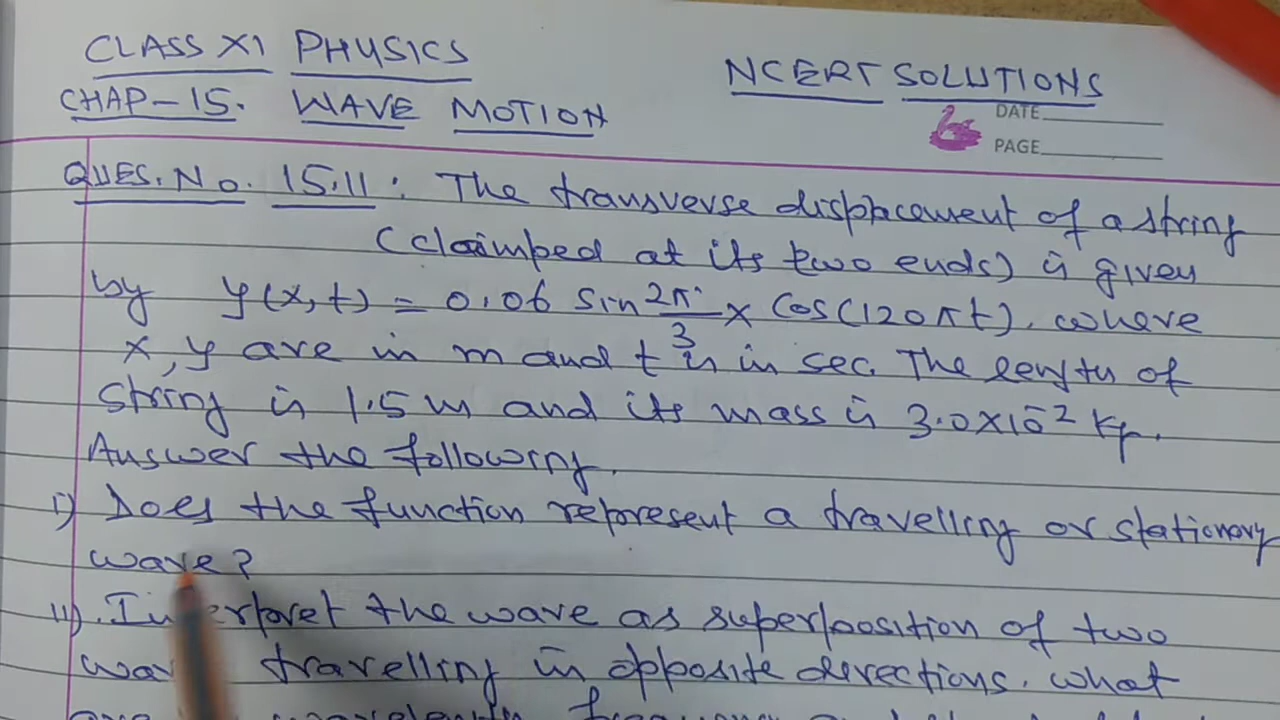 CLASS XI PHYSICS
NCERT SOLUTIONS
CHAP-15. WAVE MOTION
DATE
PAGE
QUES. No. 15.11: The transverse displacement of a string
(claimped at its two ends) is given
by y(x,t) = 0.06 sin 2π/3 x cos(120πt). where
x, y are in m and t is in sec. The length of
string is 1.5 m and its mass is 3.0×10⁻² kg.
Answer the following.
i) Does the function represent a travelling or stationary
wave?
ii). Interpret the wave as superposition of two
travelling in opposite directions. what